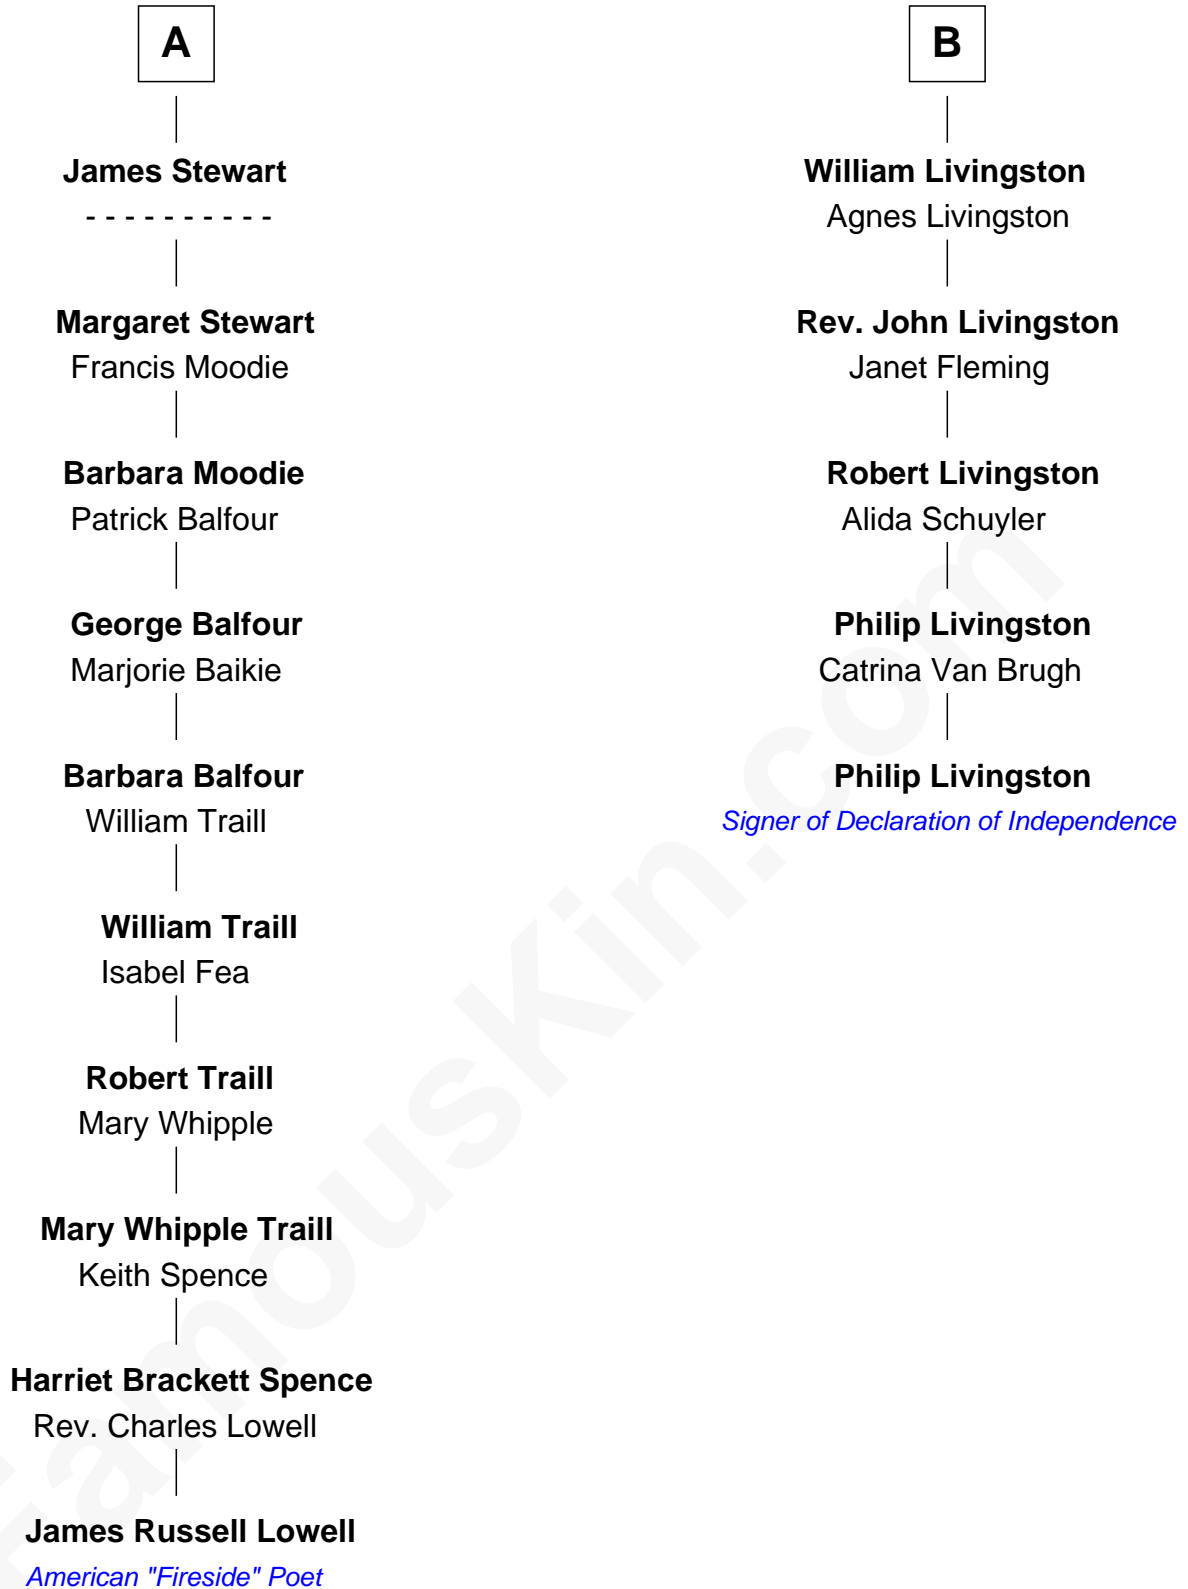 A
James Stewart
- - - - - - - - - -
Margaret Stewart
Francis Moodie
Barbara Moodie
Patrick Balfour
George Balfour
Marjorie Baikie
Barbara Balfour
William Traill
William Traill
Isabel Fea
Robert Traill
Mary Whipple
Mary Whipple Traill
Keith Spence
Harriet Brackett Spence
Rev. Charles Lowell
James Russell Lowell
American "Fireside" Poet
B
William Livingston
Agnes Livingston
Rev. John Livingston
Janet Fleming
Robert Livingston
Alida Schuyler
Philip Livingston
Catrina Van Brugh
Philip Livingston
Signer of Declaration of Independence
FamousKin.com